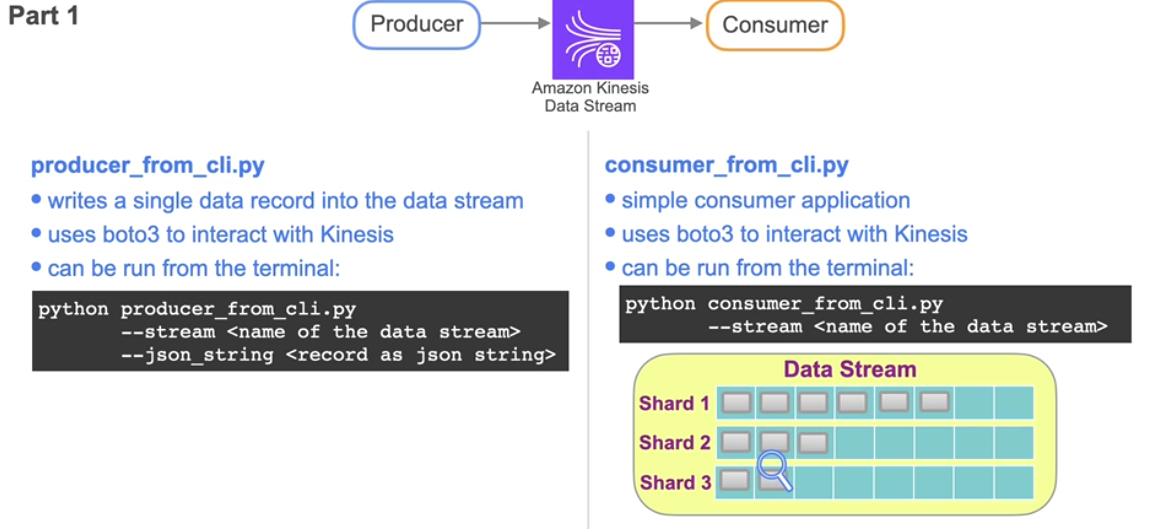 Part 1
Producer
Consumer
Amazon Kinesis
Data Stream
producer_from_cli.py
• writes a single data record into the data stream
• uses boto3 to interact with Kinesis
• can be run from the terminal:
python producer_from_cli.py
--stream <name of the data stream>
--json_string <record as json string>
consumer_from_cli.py
• simple consumer application
• uses boto3 to interact with Kinesis
• can be run from the terminal:
python consumer_from_cli.py
--stream <name of the data stream>
Data Stream
Shard 1
Shard 2
Shard 3